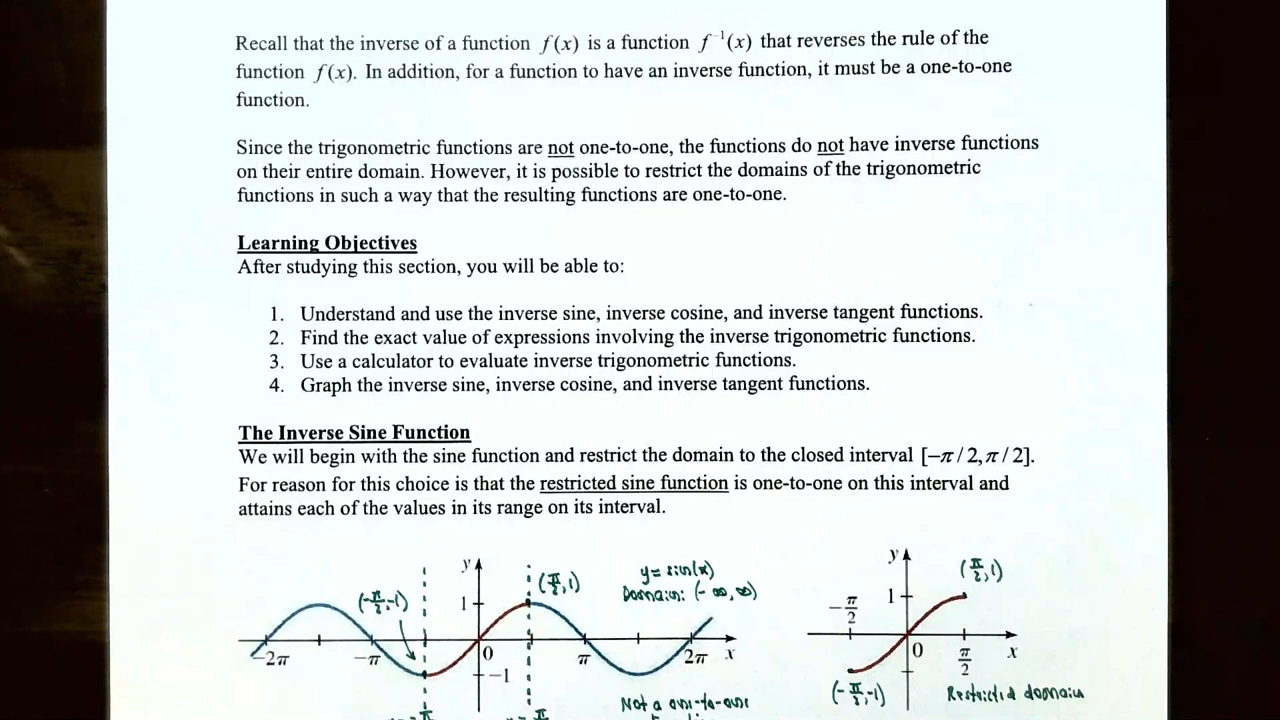 Recall that the inverse of a function f(x) is a function f⁻¹(x) that reverses the rule of the
function f(x). In addition, for a function to have an inverse function, it must be a one-to-one
function.
Since the trigonometric functions are not one-to-one, the functions do not have inverse functions
on their entire domain. However, it is possible to restrict the domains of the trigonometric
functions in such a way that the resulting functions are one-to-one.
Learning Objectives
After studying this section, you will be able to:
1. Understand and use the inverse sine, inverse cosine, and inverse tangent functions.
2. Find the exact value of expressions involving the inverse trigonometric functions.
3. Use a calculator to evaluate inverse trigonometric functions.
4. Graph the inverse sine, inverse cosine, and inverse tangent functions.
The Inverse Sine Function
We will begin with the sine function and restrict the domain to the closed interval [−π/2, π/2].
For reason for this choice is that the restricted sine function is one-to-one on this interval and
attains each of the values in its range on its interval.
y
(π/2, 1)
y = sin(x)
Domain: (-∞, ∞)
(-π/2, -1)
1
−2π
−π
0
π
2π
x
−1
Not a one-to-one
y
(π/2, 1)
1
−π/2
0
π/2
x
(-π/2, -1)
Restricted domain